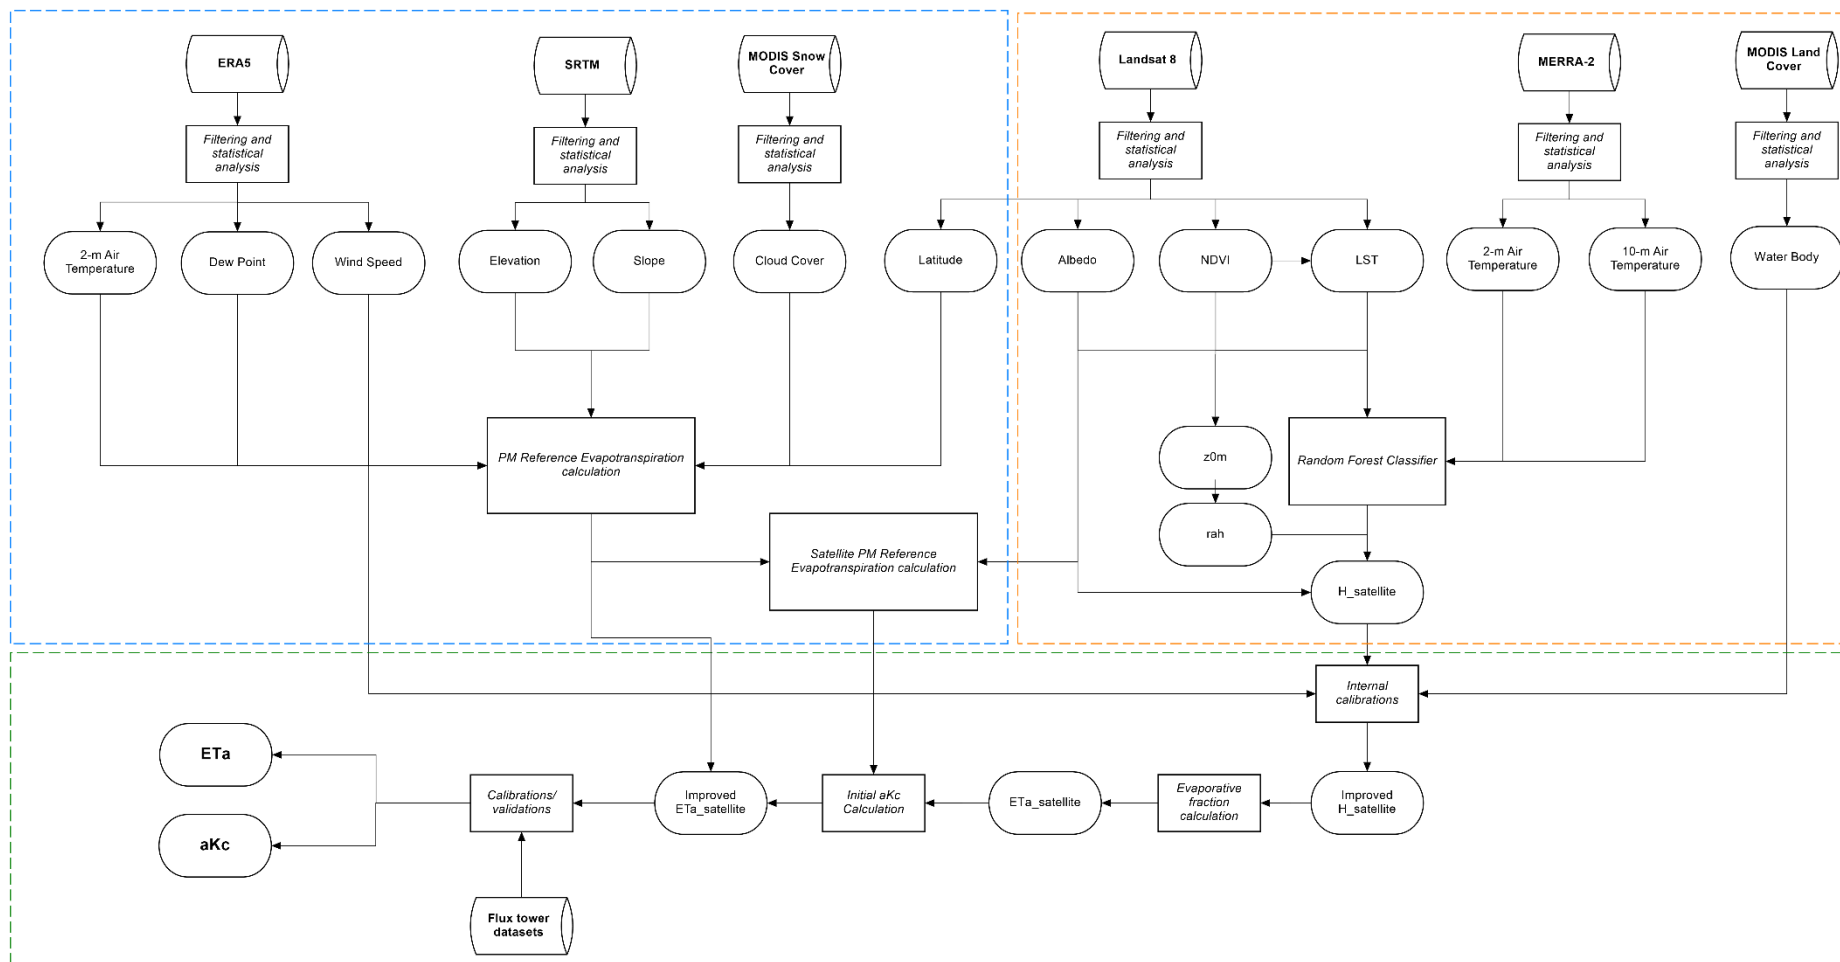 ERA5
SRTM
MODIS Snow
Cover
Landsat 8
MERRA-2
MODIS Land
Cover
Filtering and
statistical
analysis
Filtering and
statistical
analysis
Filtering and
statistical
analysis
Filtering and
statistical
analysis
Filtering and
statistical
analysis
Filtering and
statistical
analysis
2-m Air
Temperature
Dew Point
Wind Speed
Elevation
Slope
Cloud Cover
Latitude
Albedo
NDVI
LST
2-m Air
Temperature
10-m Air
Temperature
Water Body
PM Reference Evapotranspiration
calculation
z0m
Random Forest Classifier
rah
Satellite PM Reference
Evapotranspiration calculation
H_satellite
Internal
calibrations
ETa
aKc
Calibrations/
validations
Improved
ETa_satellite
Initial aKc
Calculation
ETa_satellite
Evaporative
fraction
calculation
Improved
H_satellite
Flux tower
datasets